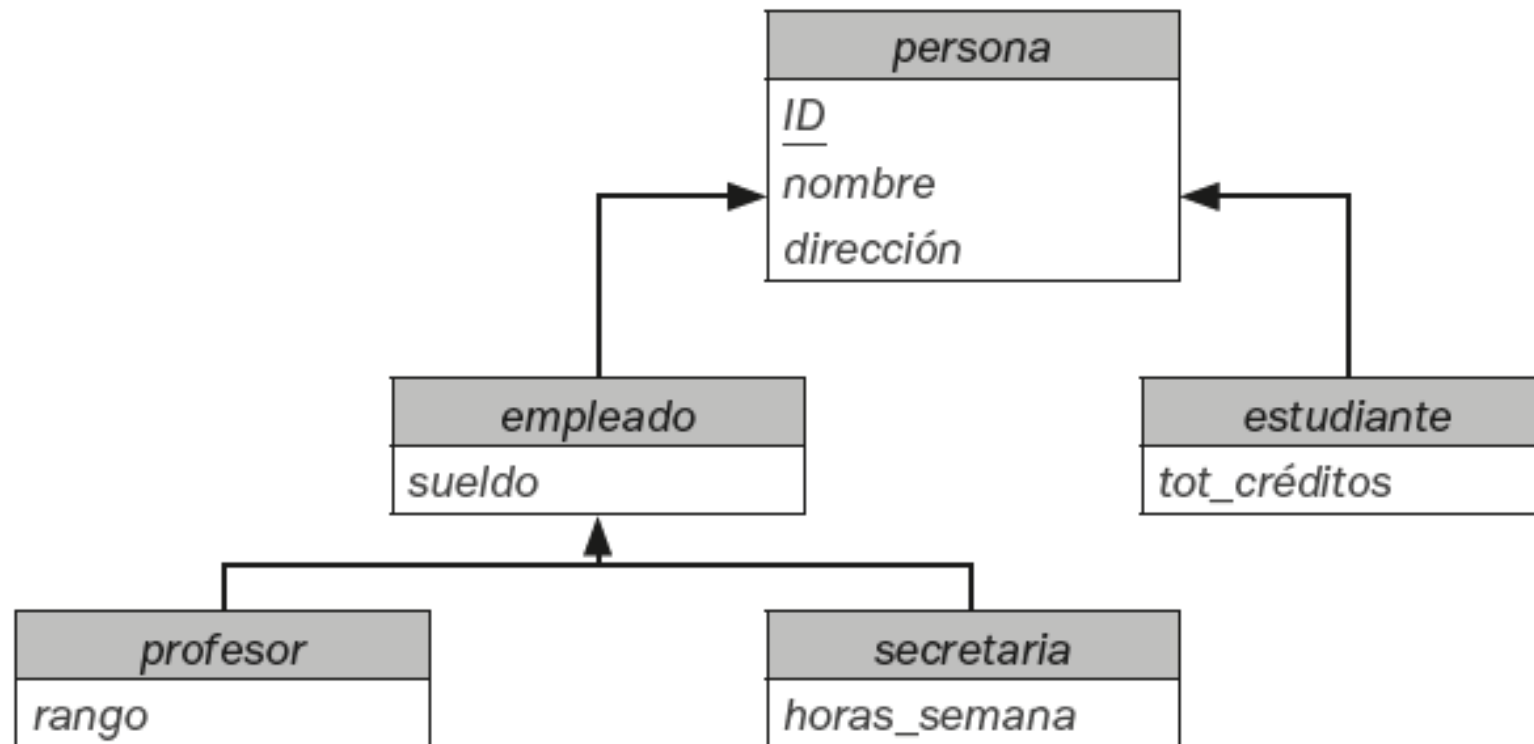 persona
ID
nombre
dirección
empleado
sueldo
estudiante
tot_créditos
profesor
rango
secretaria
horas_semana